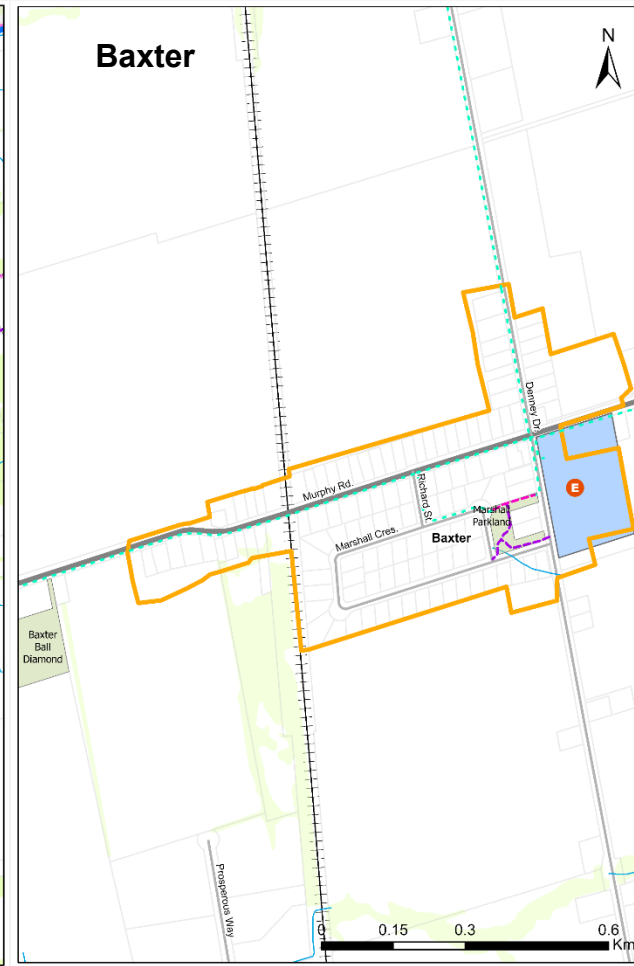 Baxter
N
Denney Dr.
Murphy Rd.
Richard St.
E
Marshall
Parkland
Marshall Cres.
Baxter
Baxter
Ball
Diamond
Prosperous Way
0 0.15 0.3 0.6
Km